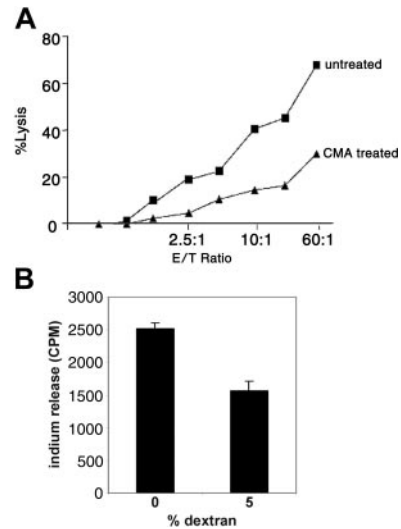 A
80
60
40
20
0
%Lysis
untreated
CMA treated
2.5:1 10:1 60:1
E/T Ratio
B
3000
2500
2000
1500
1000
500
0
indium release (CPM)
0 5
% dextran